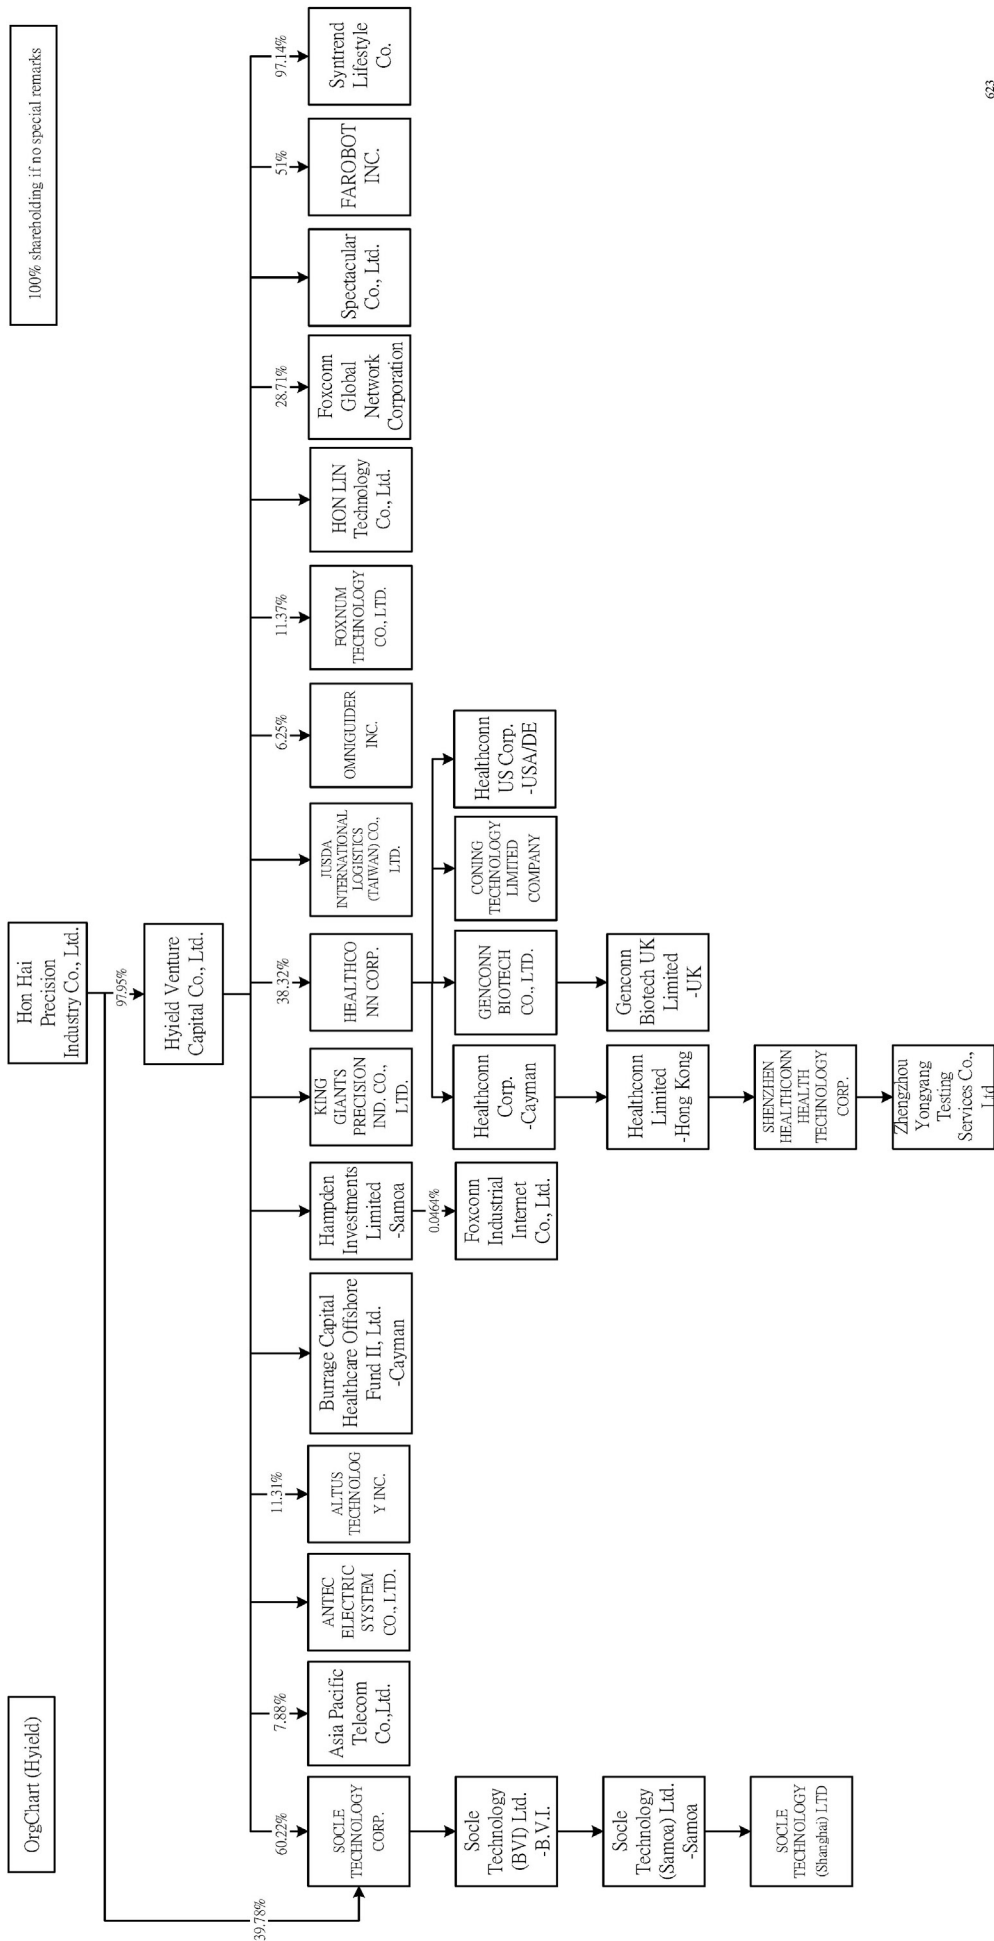 OrgChart (Hyield)
100% shareholding if no special remarks
Hon Hai
Precision
Industry Co., Ltd.
97.95%
Hyield Venture
Capital Co., Ltd.
39.78%
60.22%
7.88%
11.31%
38.32%
6.25%
11.37%
28.71%
51%
97.14%
SOCLE
TECHNOLOGY
CORP.
Asia Pacific
Telecom
Co.,Ltd.
ANTEC
ELECTRIC
SYSTEM
CO., LTD.
ALTUS
TECHNOLOG
Y INC.
Burrage Capital
Healthcare Offshore
Fund II, Ltd.
-Cayman
Hampden
Investments
Limited
-Samoa
KING
GIANTS
PRECISION
IND. CO.,
LTD.
HEALTHCO
NN CORP.
JUSDA
INTERNATIONAL
LOGISTICS
(TAIWAN) CO.,
LTD.
OMNIGUIDER
INC.
FOXNUM
TECHNOLOGY
CO., LTD.
HON LIN
Technology
Co., Ltd.
Foxconn
Global
Network
Corporation
Spectacular
Co., Ltd.
FAROBOT
INC.
Syntrend
Lifestyle
Co.
0.0464%
Socle
Technology
(BVI) Ltd.
-B.V.I.
Foxconn
Industrial
Internet
Co., Ltd.
Healthconn
Corp.
-Cayman
GENCONN
BIOTECH
CO., LTD.
CONING
TECHNOLOGY
LIMITED
COMPANY
Healthconn
US Corp.
-USA/DE
Socle
Technology
(Samoa) Ltd.
-Samoa
Healthconn
Limited
-Hong Kong
Genconn
Biotech UK
Limited
-UK
SOCLE
TECHNOLOGY
(Shanghai) LTD
SHENZHEN
HEALTHCONN
HEALTH
TECHNOLOGY
CORP.
Zhengzhou
Yongyang
Testing
Services Co.,
Ltd
623